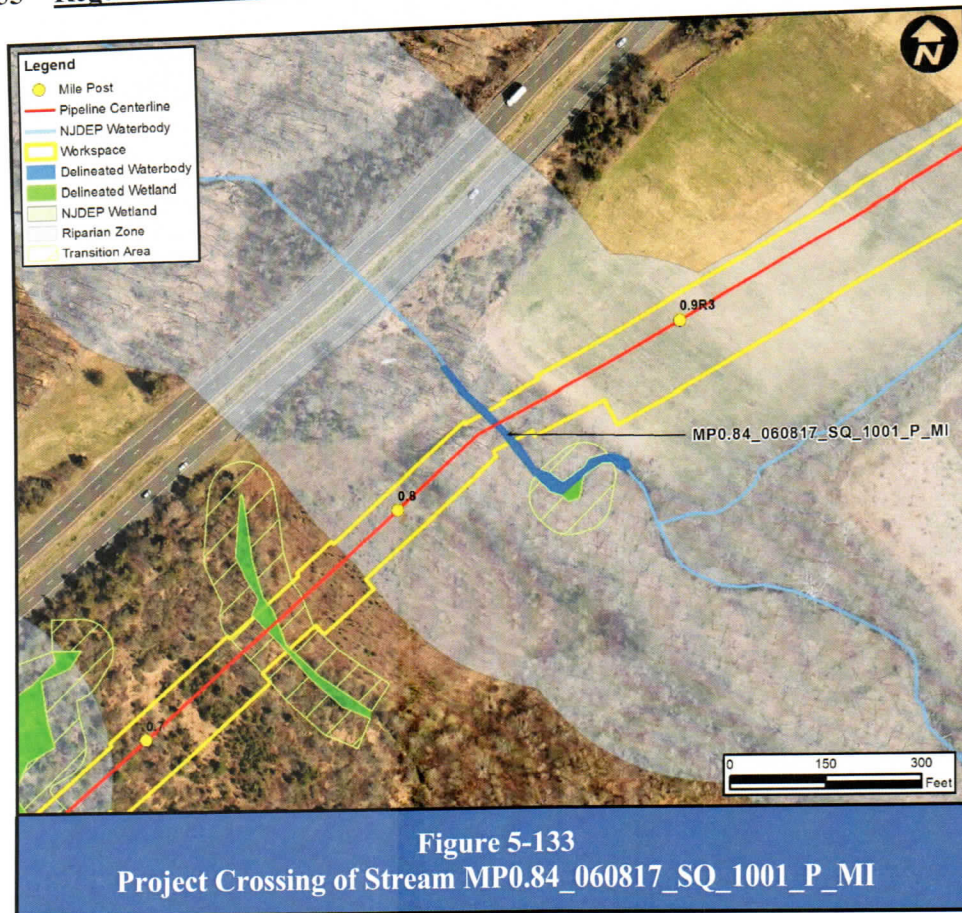 Legend
Mile Post
Pipeline Centerline
NJDEP Waterbody
Workspace
Delineated Waterbody
Delineated Wetland
NJDEP Wetland
Riparian Zone
Transition Area
N
0.9R3
MP0.84_060817_SQ_1001_P_MI
0.8
0.7
0 150 300
Feet
Figure 5-133
Project Crossing of Stream MP0.84_060817_SQ_1001_P_MI